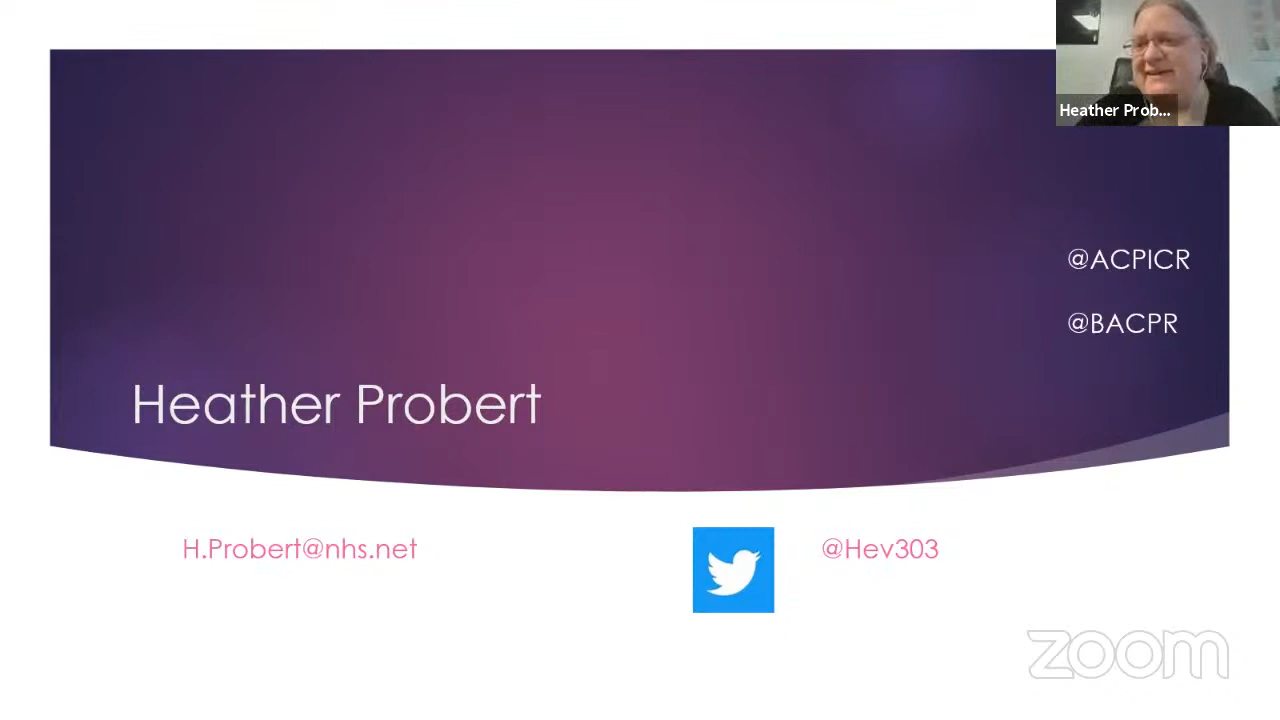 Heather Prob...
@ACPICR
@BACPR
Heather Probert
H.Probert@nhs.net
@Hev303
zoom